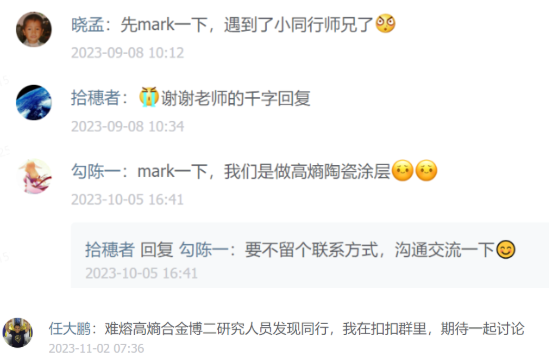 晓孟：先mark一下，遇到了小同行师兄了
2023-09-08 10:12
拾穗者：谢谢老师的千字回复
2023-09-08 10:34
勾陈一：mark一下，我们是做高熵陶瓷涂层
2023-10-05 16:41
拾穗者 回复 勾陈一：要不留个联系方式，沟通交流一下
2023-10-05 16:41
任大鹏：难熔高熵合金博二研究人员发现同行，我在扣扣群里，期待一起讨论
2023-11-02 07:36